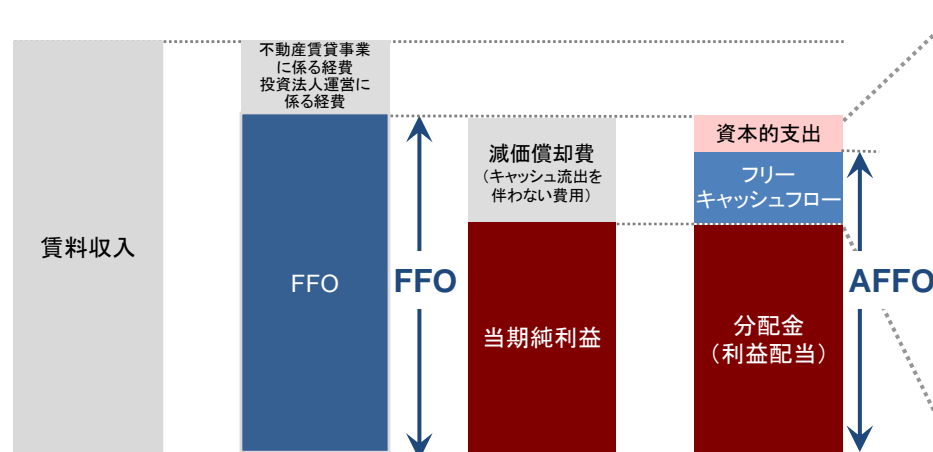 賃料収入
不動産賃貸事業
に係る経費
投資法人運営に
係る経費
FFO
FFO
減価償却費
（キャッシュ流出を
伴わない費用）
当期純利益
資本的支出
フリー
キャッシュフロー
分配金
（利益配当）
AFFO